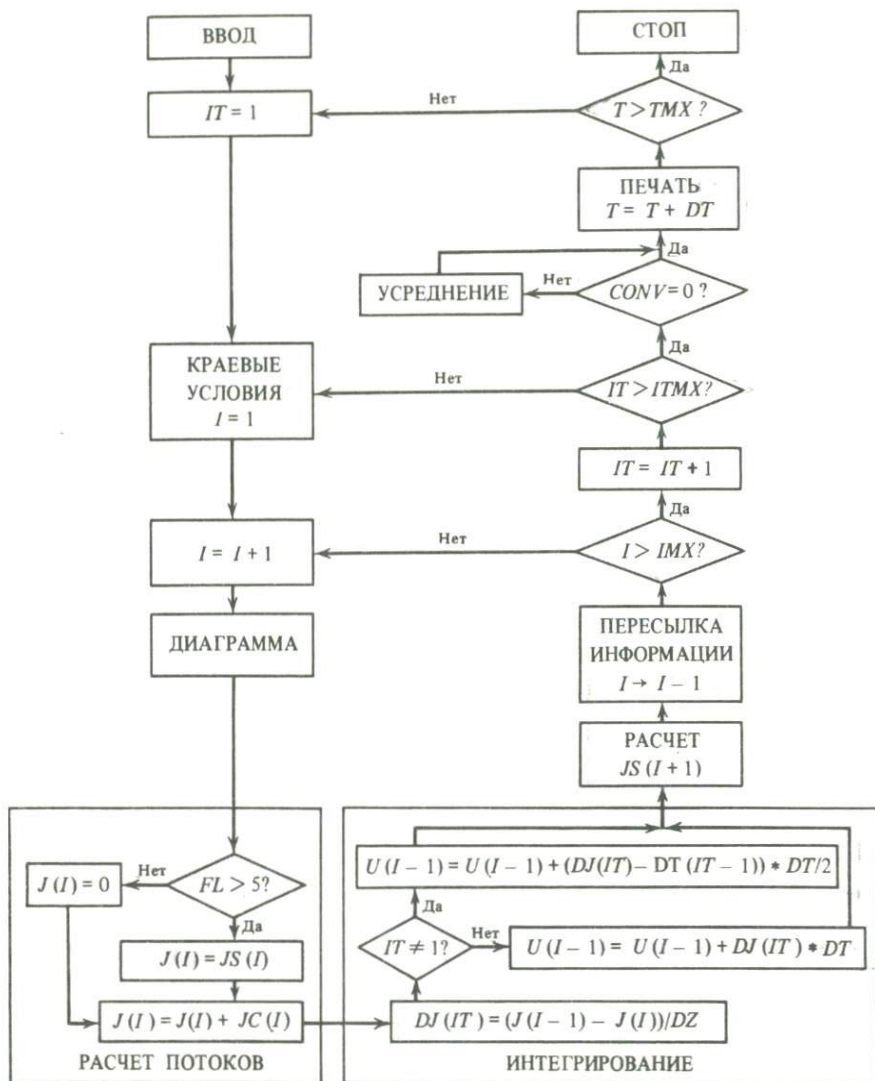 ВВОД
IT = 1
КРАЕВЫЕ
УСЛОВИЯ
I = 1
I = I + 1
ДИАГРАММА
FL > 5?
Нет
J (I) = 0
Да
J (I) = JS (I)
J (I) = J(I) + JC (I)
РАСЧЕТ ПОТОКОВ
DJ (IT) = (J(I – 1) – J(I))/DZ
IT ≠ 1?
Нет
U (I – 1) = U (I – 1) + DJ (IT) * DT
Да
U (I – 1) = U (I – 1) + (DJ(IT) – DT (IT – 1)) * DT/2
ИНТЕГРИРОВАНИЕ
РАСЧЕТ
JS (I + 1)
ПЕРЕСЫЛКА
ИНФОРМАЦИИ
I → I – 1
I > IMX?
Нет
Да
IT = IT + 1
IT > ITMX?
Нет
Да
CONV = 0 ?
Нет
УСРЕДНЕНИЕ
Да
ПЕЧАТЬ
T = T + DT
T > TMX ?
Нет
Да
СТОП